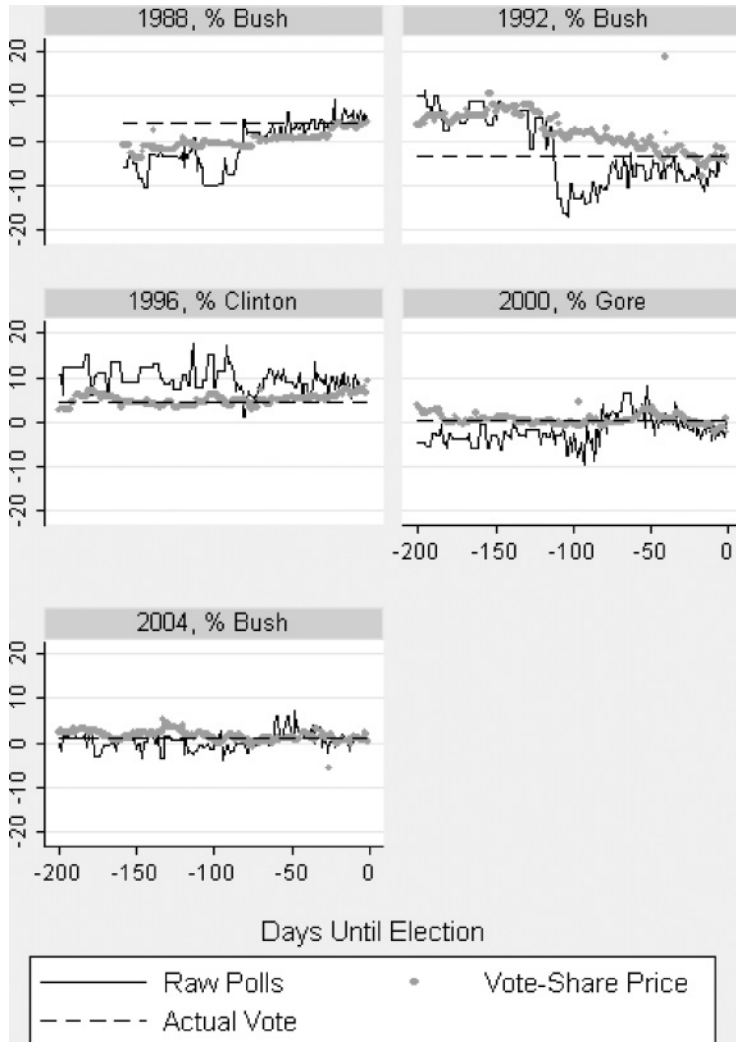 1988, % Bush
1992, % Bush
20
10
0
-10
-20
1996, % Clinton
2000, % Gore
20
10
0
-10
-20
-200 -150 -100 -50 0
2004, % Bush
20
10
0
-10
-20
-200 -150 -100 -50 0
Days Until Election
Raw Polls
Vote-Share Price
Actual Vote